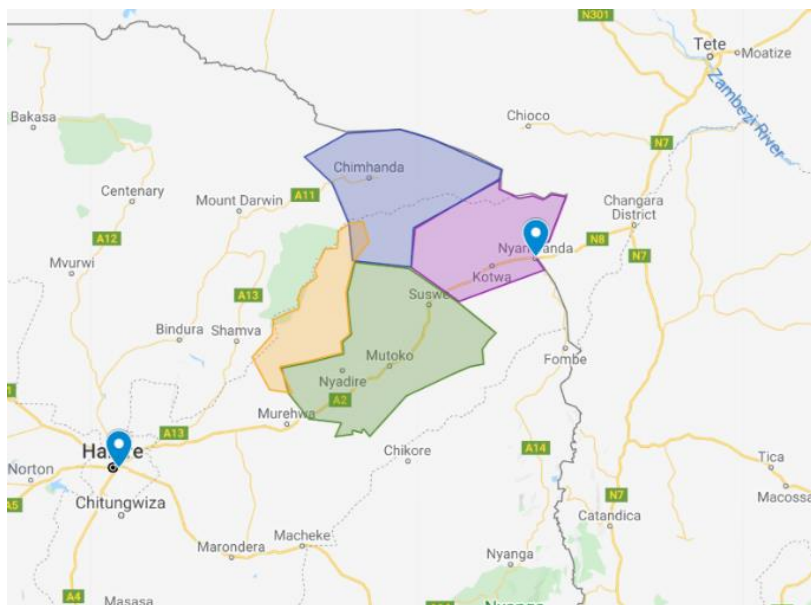 N301
Tete
Moatize
Zambezi River
Bakasa
Chioco
N7
Chimhanda
Centenary
A11
Mount Darwin
Changara
District
A12
N8
N7
Mvurwi
Kotwa
A13
Suswe
Bindura
Shamva
Mutoko
Fombe
Nyadire
A2
Murehwa
A13
Chikore
A14
Norton
Tica
Macossa
A5
Chitungwiza
N7
Catandica
Macheke
Marondera
Nyanga
A4
Masasa